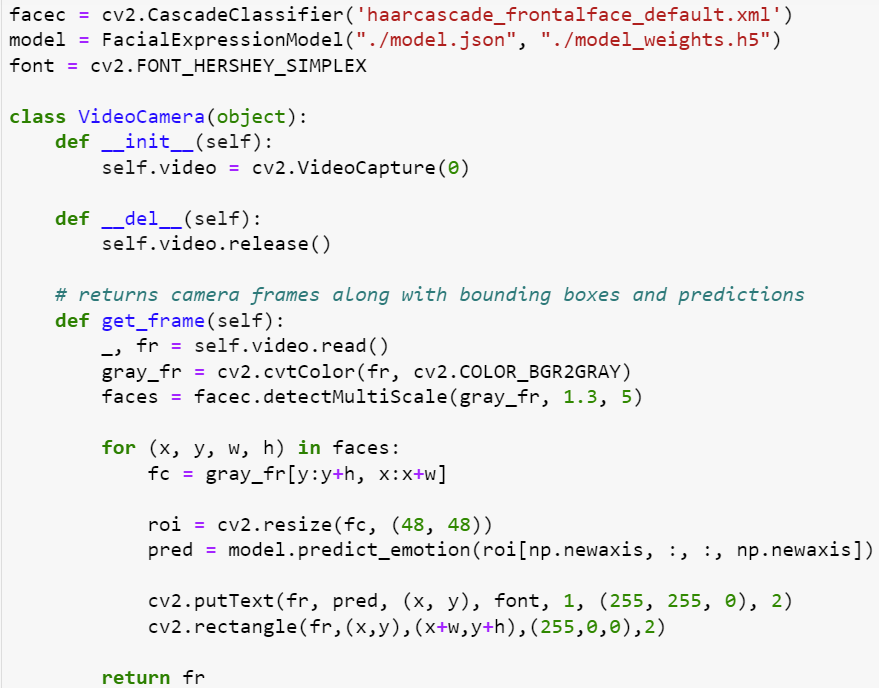 facec = cv2.CascadeClassifier('haarcascade_frontalface_default.xml')
model = FacialExpressionModel("./model.json", "./model_weights.h5")
font = cv2.FONT_HERSHEY_SIMPLEX

class VideoCamera(object):
    def __init__(self):
        self.video = cv2.VideoCapture(0)

    def __del__(self):
        self.video.release()

    # returns camera frames along with bounding boxes and predictions
    def get_frame(self):
        _, fr = self.video.read()
        gray_fr = cv2.cvtColor(fr, cv2.COLOR_BGR2GRAY)
        faces = facec.detectMultiScale(gray_fr, 1.3, 5)

        for (x, y, w, h) in faces:
            fc = gray_fr[y:y+h, x:x+w]

            roi = cv2.resize(fc, (48, 48))
            pred = model.predict_emotion(roi[np.newaxis, :, :, np.newaxis])

            cv2.putText(fr, pred, (x, y), font, 1, (255, 255, 0), 2)
            cv2.rectangle(fr,(x,y),(x+w,y+h),(255,0,0),2)

        return fr